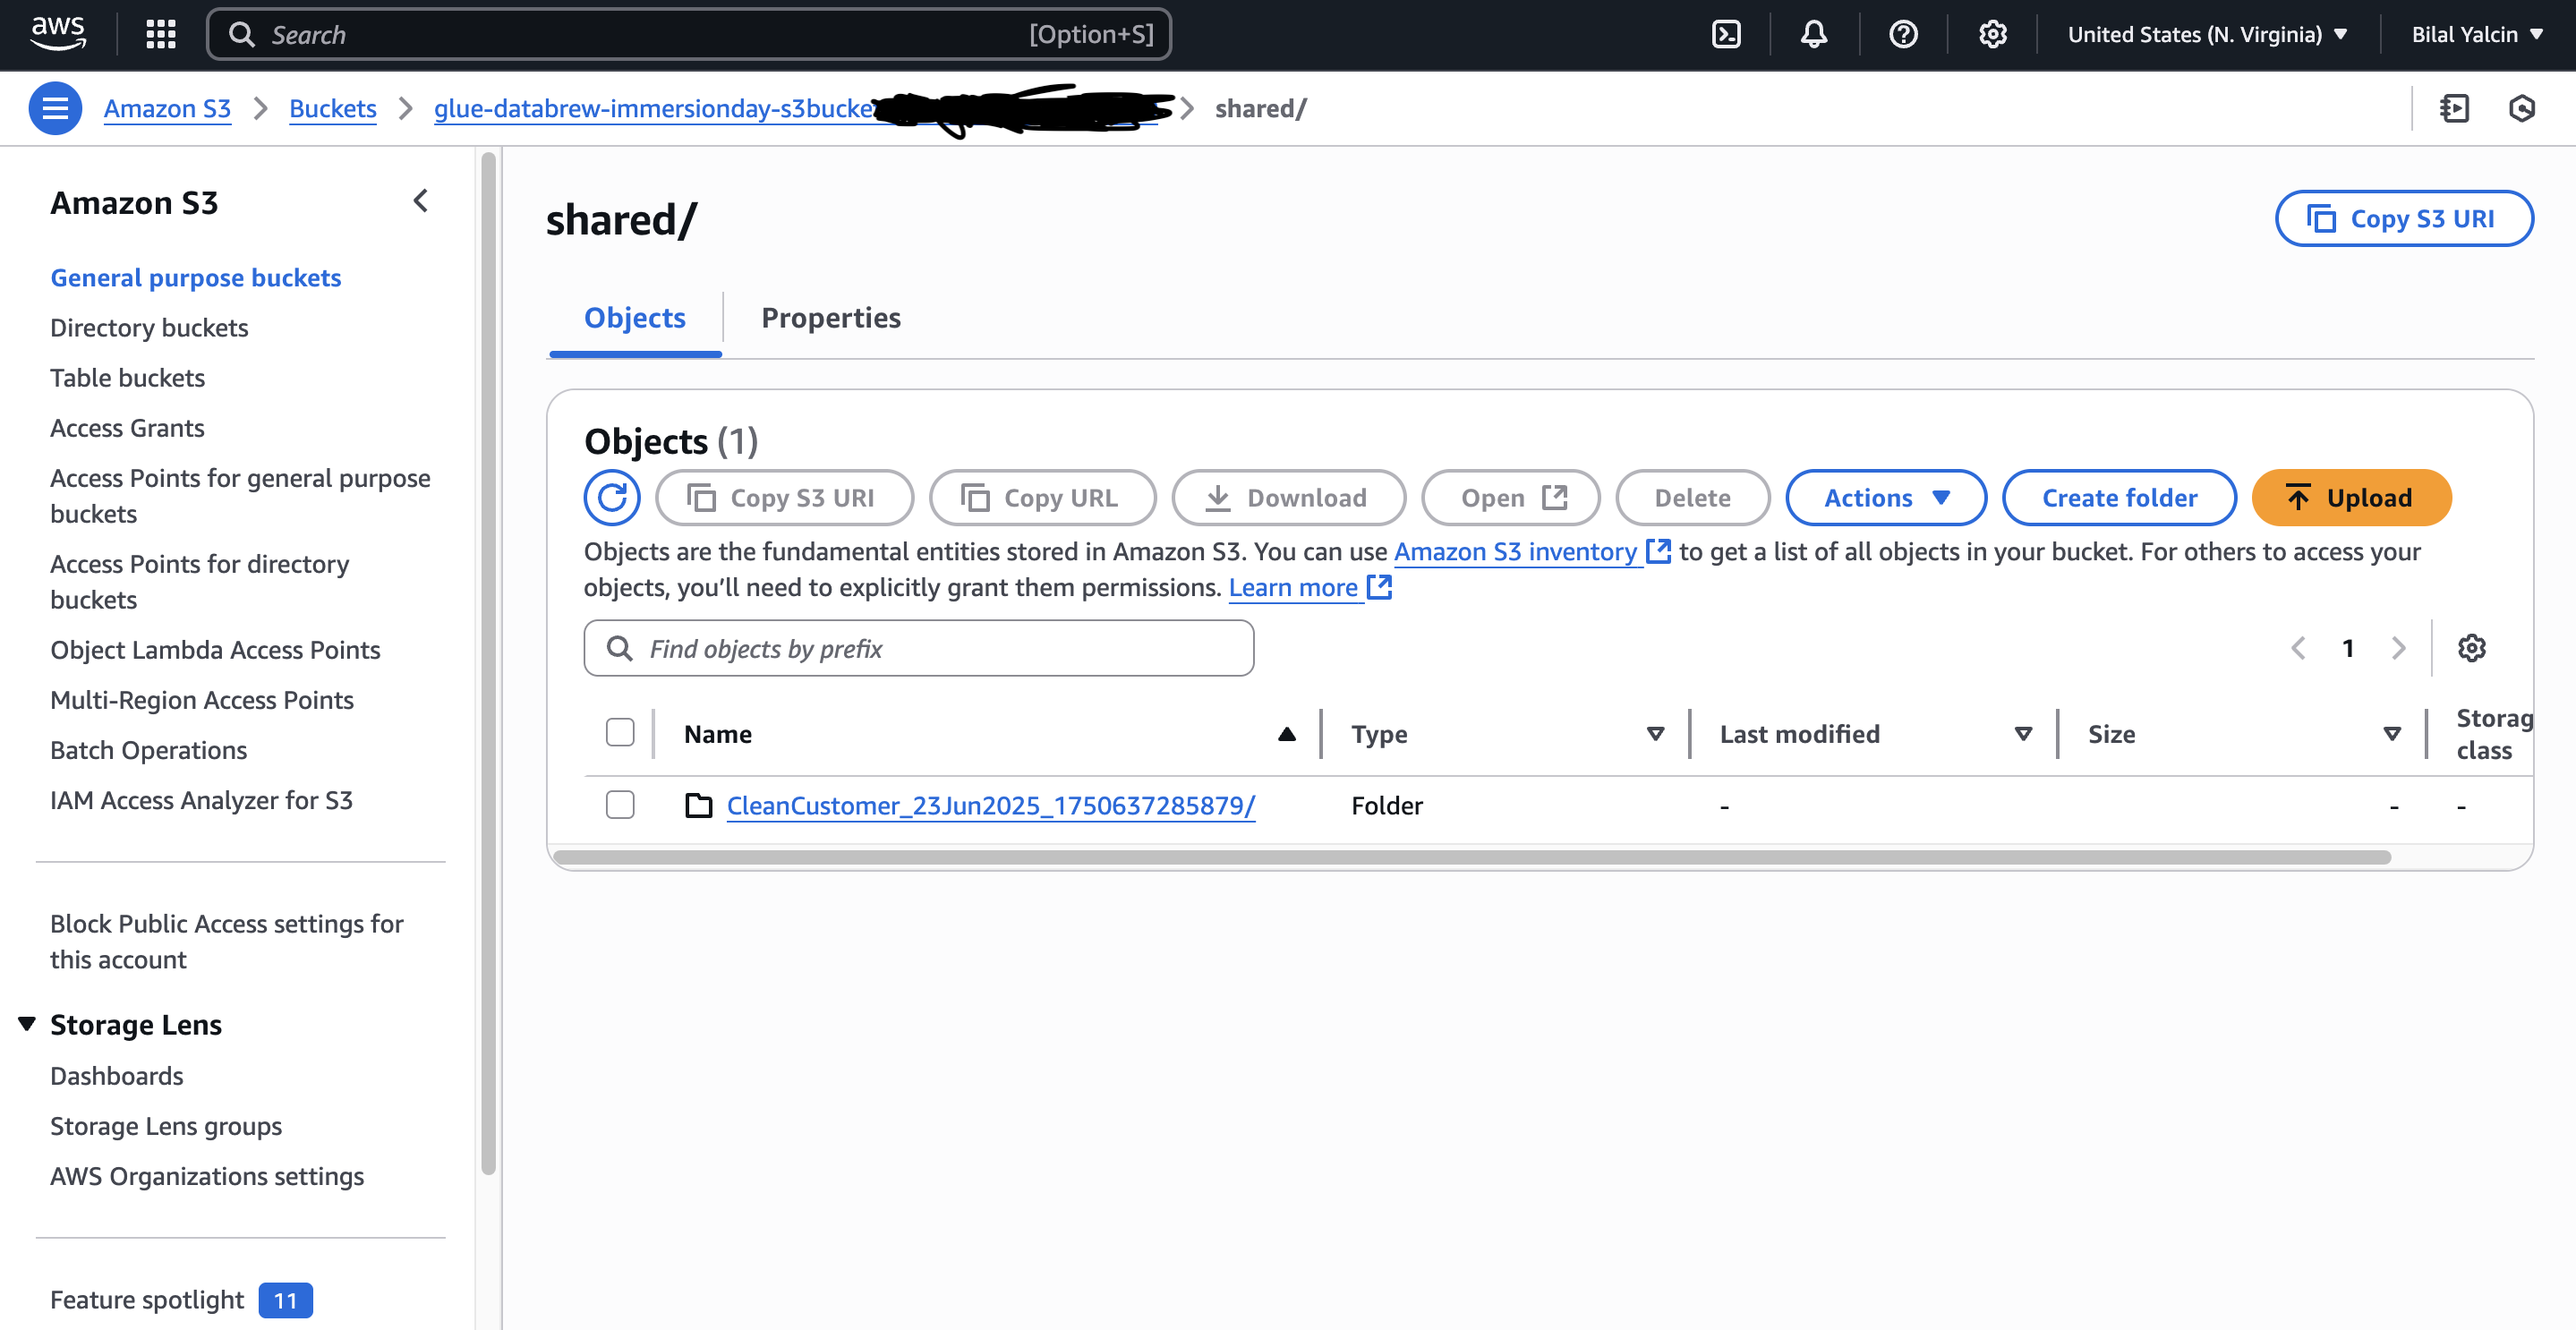 aws
Search [Option+S]
United States (N. Virginia)
Bilal Yalcin
Amazon S3 > Buckets > glue-databrew-immersionday-s3bucke > shared/
Amazon S3
General purpose buckets
Directory buckets
Table buckets
Access Grants
Access Points for general purpose
buckets
Access Points for directory
buckets
Object Lambda Access Points
Multi-Region Access Points
Batch Operations
IAM Access Analyzer for S3
Block Public Access settings for
this account
Storage Lens
Dashboards
Storage Lens groups
AWS Organizations settings
Feature spotlight 11
shared/
Copy S3 URI
Objects
Properties
Objects (1)
Copy S3 URI
Copy URL
Download
Open
Delete
Actions
Create folder
Upload
Objects are the fundamental entities stored in Amazon S3. You can use Amazon S3 inventory to get a list of all objects in your bucket. For others to access your
objects, you’ll need to explicitly grant them permissions. Learn more
Find objects by prefix
1
Name
Type
Last modified
Size
Storag
class
CleanCustomer_23Jun2025_1750637285879/
Folder
-
-
-